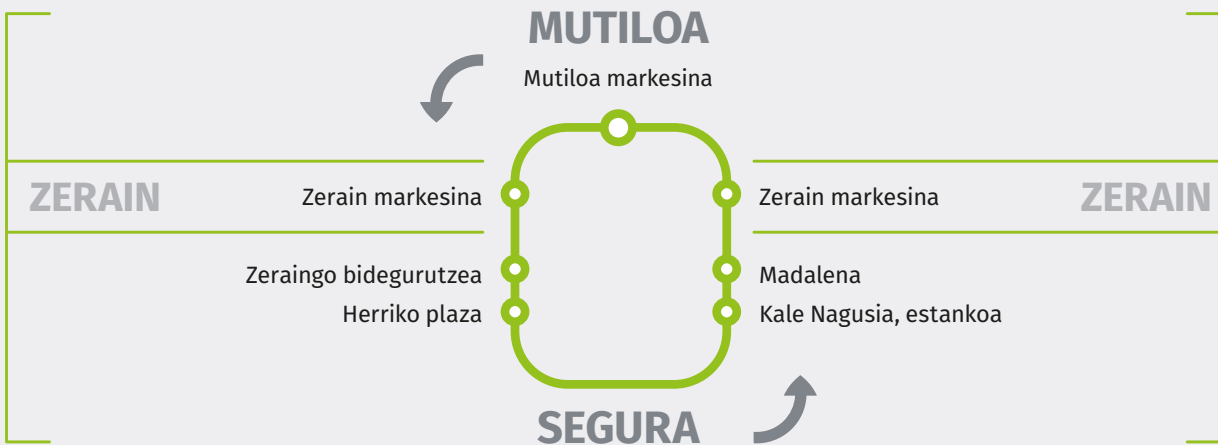 MUTILOA
Mutiloa markesina
ZERAIN
Zerain markesina
Zerain markesina
ZERAIN
Zeraingo bidegurutzea
Madalena
Herriko plaza
Kale Nagusia, estankoa
SEGURA